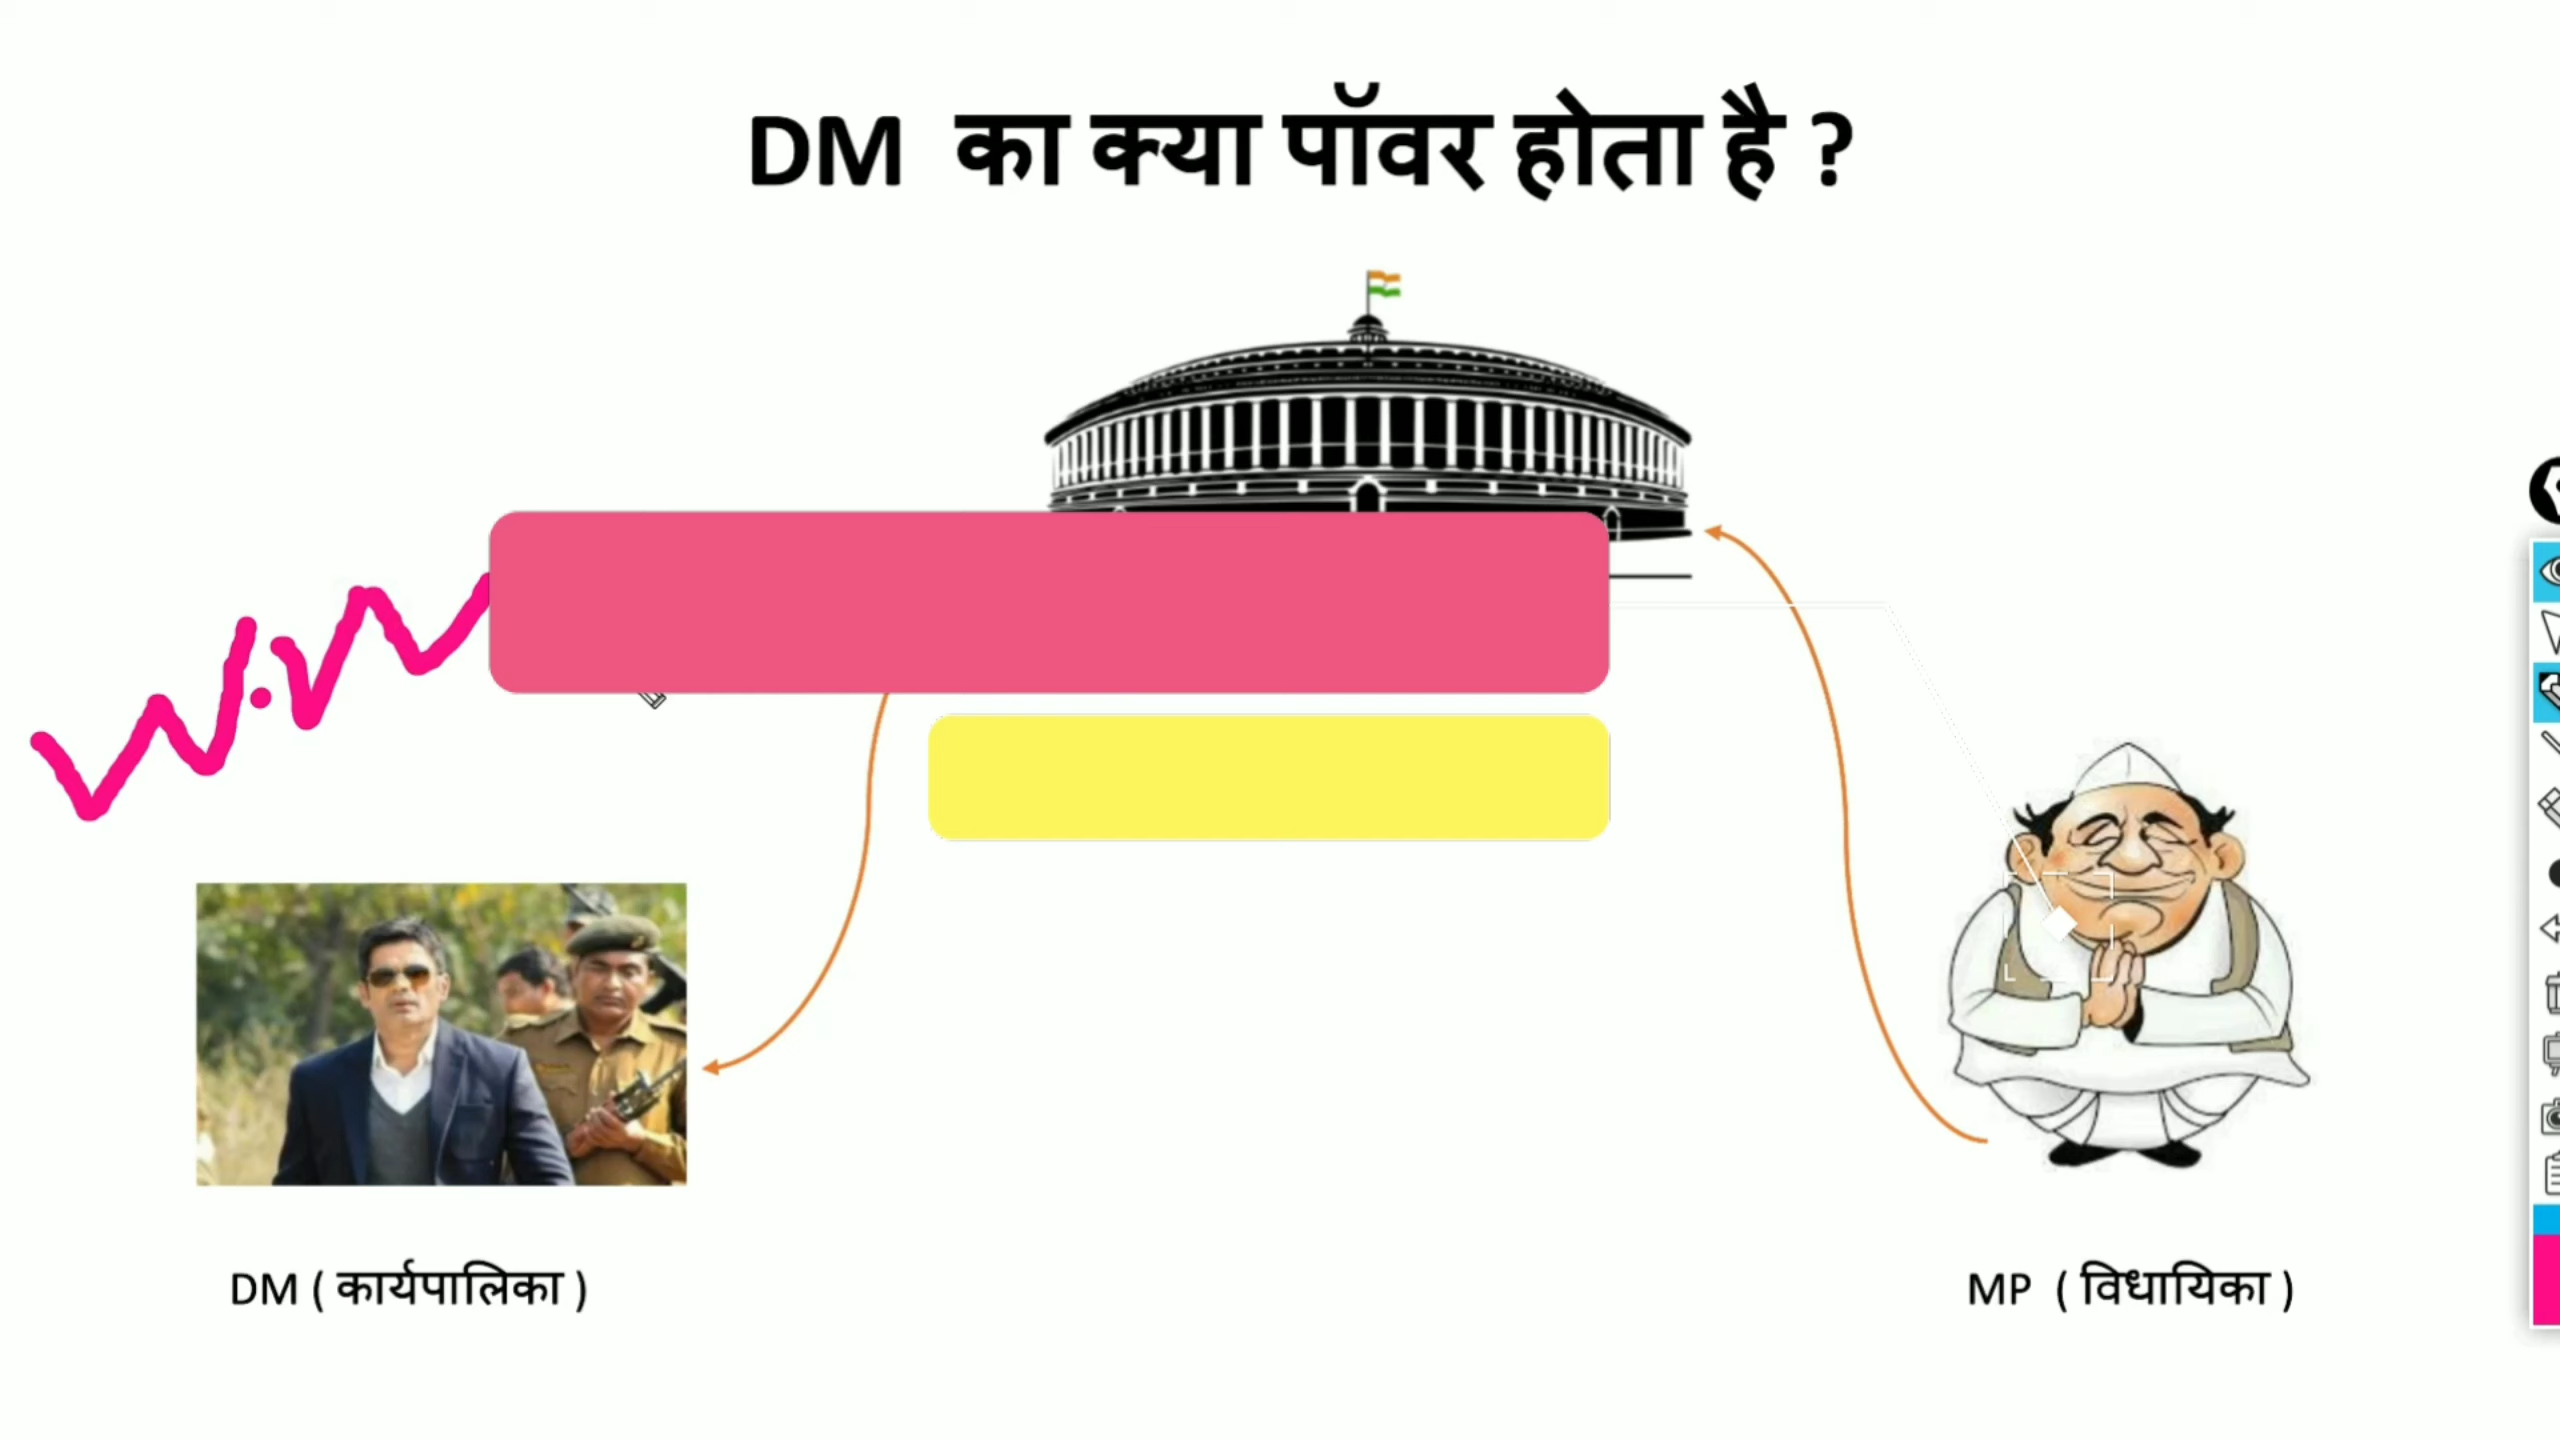 DM का क्या पॉवर होता है ?
DM ( कार्यपालिका )
MP ( विधायिका )